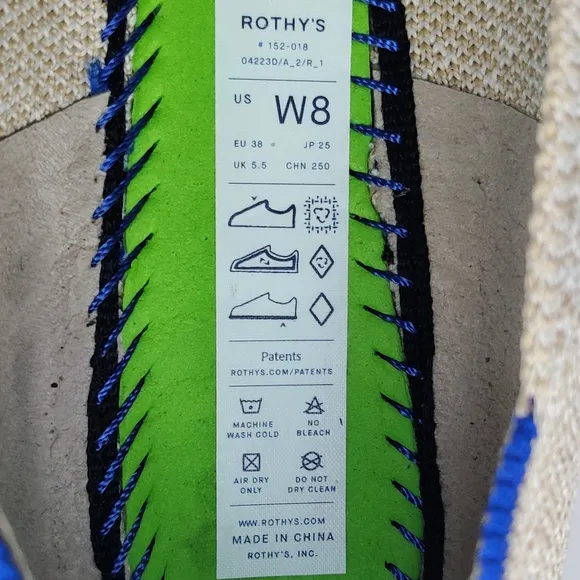 ROTHY'S
# 152-018
04223D/A_2/R_1
US W8
EU 38 JP 25
UK 5.5 CHN 250
Patents
ROTHYS.COM/PATENTS
MACHINE WASH COLD
NO BLEACH
AIR DRY ONLY
DO NOT DRY CLEAN
WWW.ROTHYS.COM
MADE IN CHINA
ROTHY'S, INC.